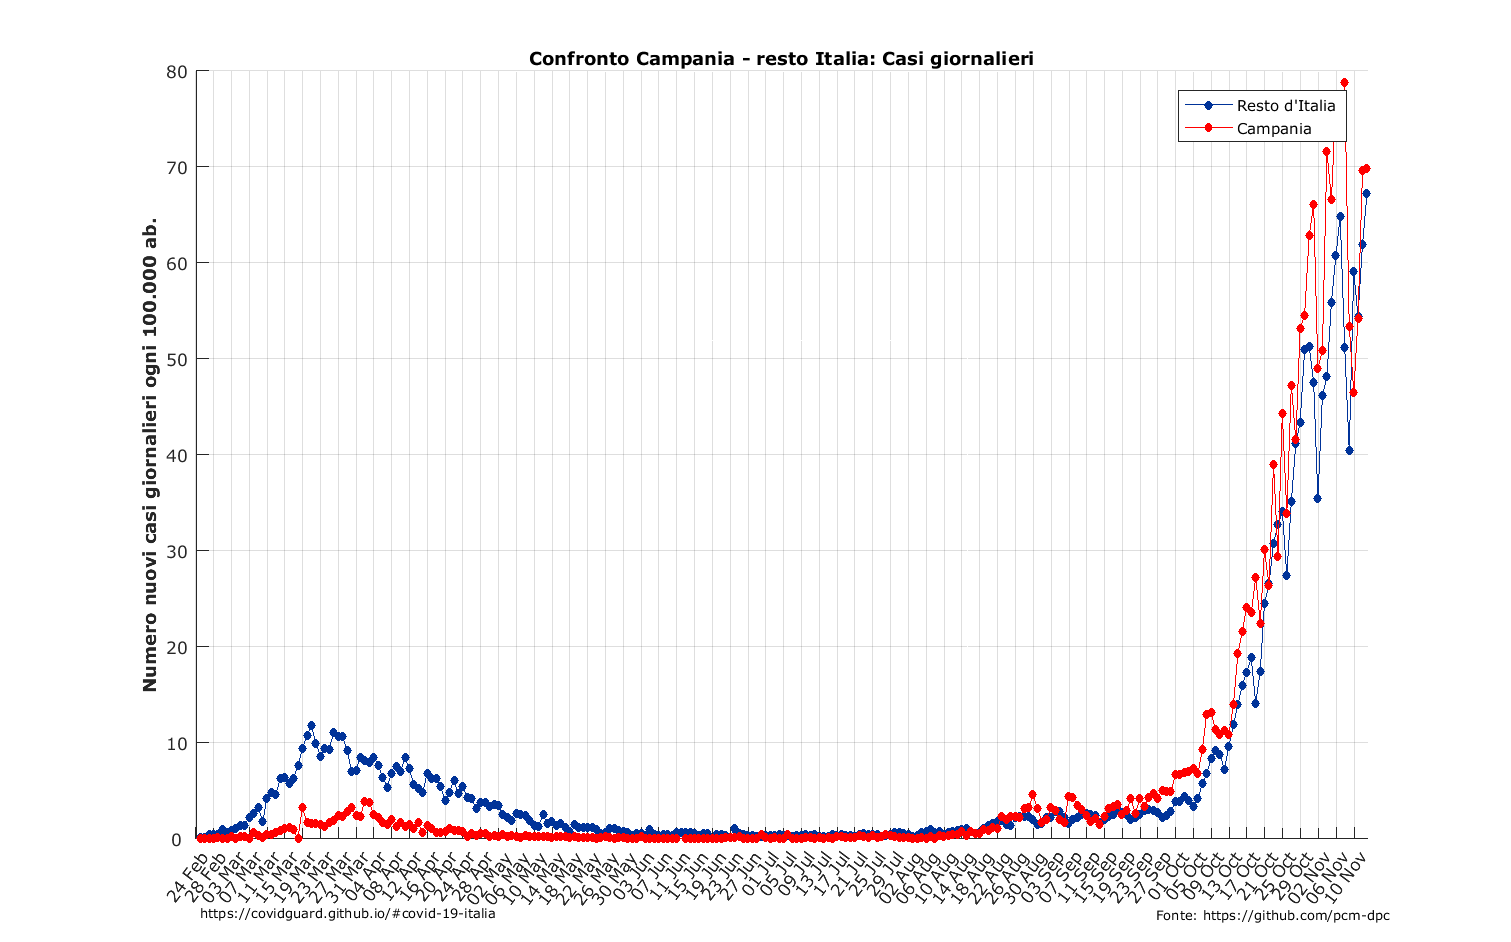 Confronto Campania - resto Italia: Casi giornalieri
Resto d'Italia
Campania
Numero nuovi casi giornalieri ogni 100.000 ab.
80
70
60
50
40
30
20
10
0
24 Feb
28 Feb
03 Mar
07 Mar
11 Mar
15 Mar
19 Mar
23 Mar
27 Mar
31 Mar
04 Apr
08 Apr
12 Apr
16 Apr
20 Apr
24 Apr
28 Apr
02 May
06 May
10 May
14 May
18 May
22 May
26 May
30 May
03 Jun
07 Jun
11 Jun
15 Jun
19 Jun
23 Jun
27 Jun
01 Jul
05 Jul
09 Jul
13 Jul
17 Jul
21 Jul
25 Jul
29 Jul
02 Aug
06 Aug
10 Aug
14 Aug
18 Aug
22 Aug
26 Aug
30 Aug
03 Sep
07 Sep
11 Sep
15 Sep
19 Sep
23 Sep
27 Sep
01 Oct
05 Oct
09 Oct
13 Oct
17 Oct
21 Oct
25 Oct
29 Oct
02 Nov
06 Nov
10 Nov
https://covidguard.github.io/#covid-19-italia
Fonte: https://github.com/pcm-dpc